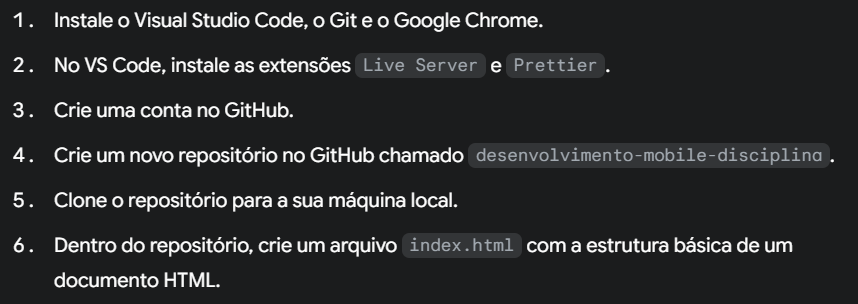 1. Instale o Visual Studio Code, o Git e o Google Chrome.
2. No VS Code, instale as extensões Live Server e Prettier.
3. Crie uma conta no GitHub.
4. Crie um novo repositório no GitHub chamado desenvolvimento-mobile-disciplina.
5. Clone o repositório para a sua máquina local.
6. Dentro do repositório, crie um arquivo index.html com a estrutura básica de um
documento HTML.